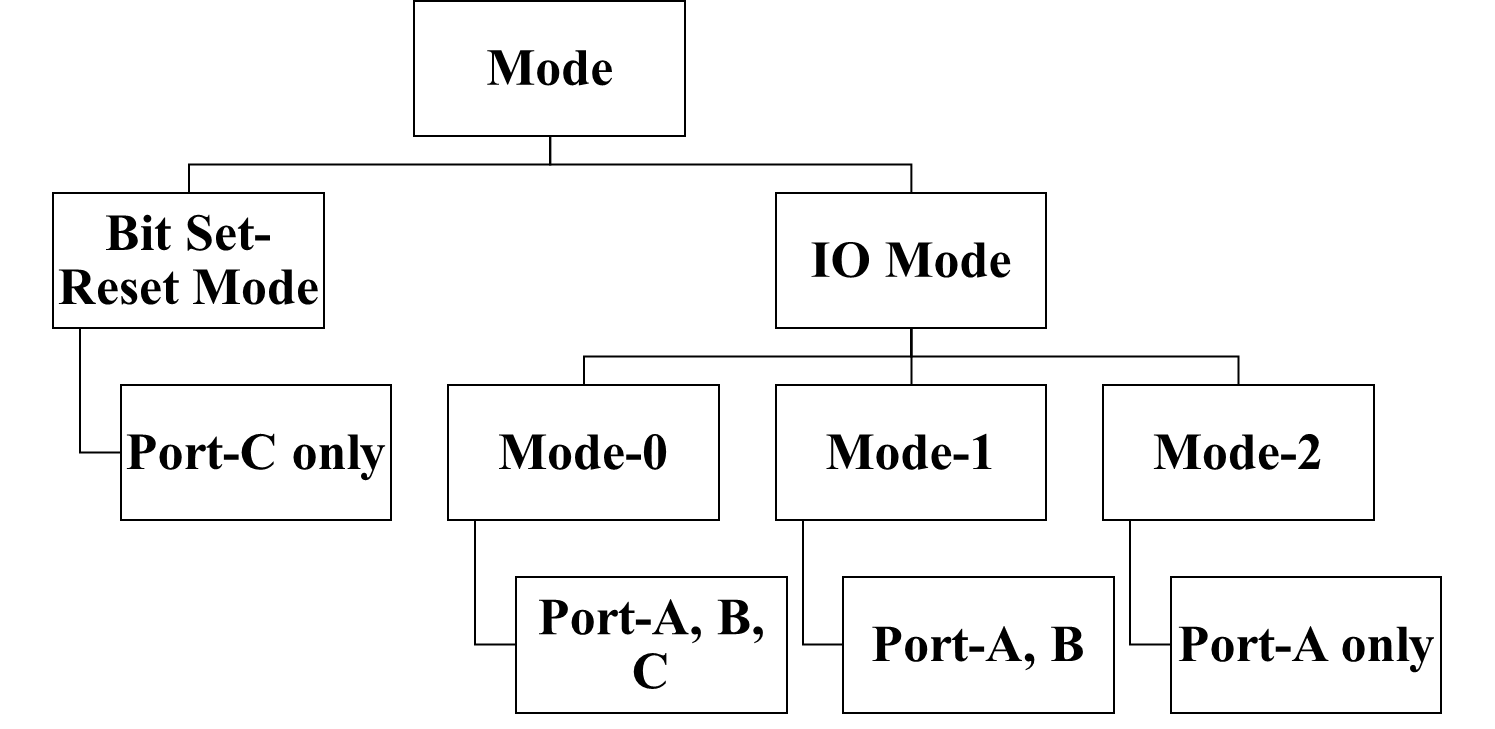 Mode
Bit Set-
Reset Mode
IO Mode
Port-C only
Mode-0
Mode-1
Mode-2
Port-A, B,
C
Port-A, B
Port-A only